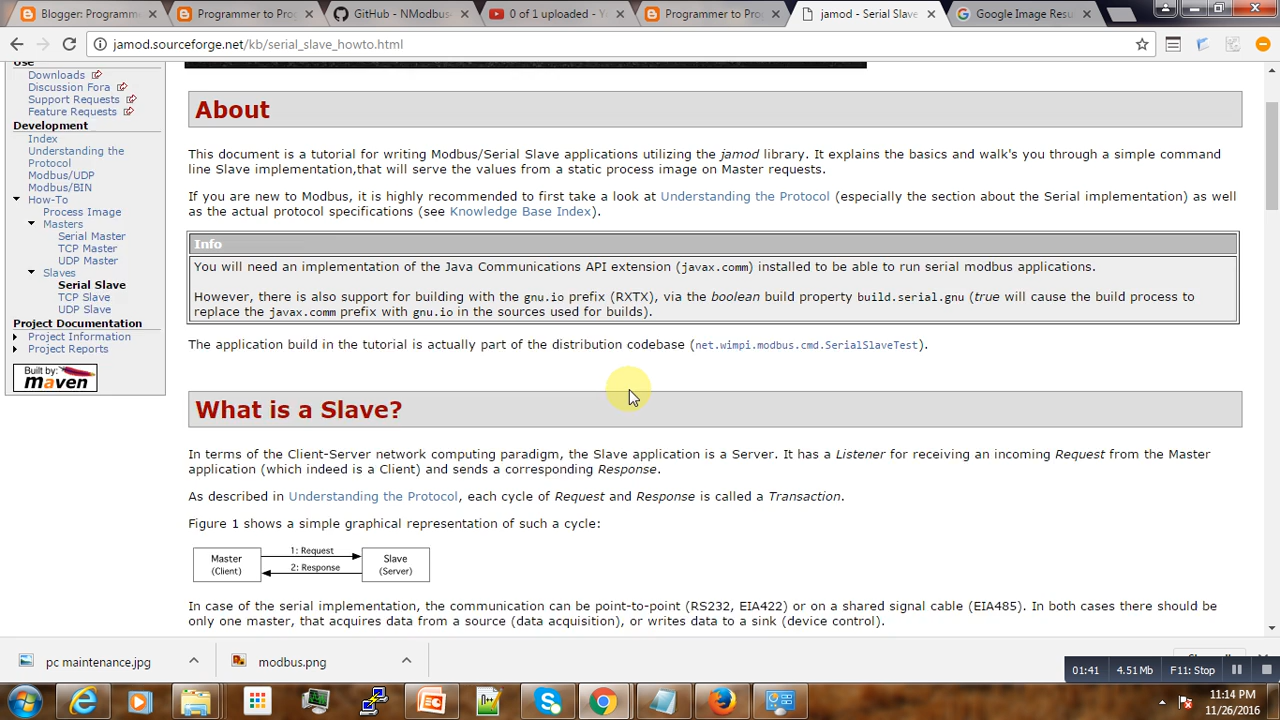 Blogger: Programme
Programmer to Prog
GitHub - NModbus
0 of 1 uploaded - Y
Programmer to Prog
jamod - Serial Slave
Google Image Resu
jamod.sourceforge.net/kb/serial_slave_howto.html
Use
Downloads
Discussion Fora
Support Requests
Feature Requests
Development
Index
Understanding the
Protocol
Modbus/UDP
Modbus/BIN
How-To
Process Image
Masters
Serial Master
TCP Master
UDP Master
Slaves
Serial Slave
TCP Slave
UDP Slave
Project Documentation
Project Information
Project Reports
Built by:
maven
About
This document is a tutorial for writing Modbus/Serial Slave applications utilizing the jamod library. It explains the basics and walk's you through a simple command
line Slave implementation,that will serve the values from a static process image on Master requests.
If you are new to Modbus, it is highly recommended to first take a look at Understanding the Protocol (especially the section about the Serial implementation) as well
as the actual protocol specifications (see Knowledge Base Index).
Info
You will need an implementation of the Java Communications API extension (javax.comm) installed to be able to run serial modbus applications.
However, there is also support for building with the gnu.io prefix (RXTX), via the boolean build property build.serial.gnu (true will cause the build process to
replace the javax.comm prefix with gnu.io in the sources used for builds).
The application build in the tutorial is actually part of the distribution codebase (net.wimpi.modbus.cmd.SerialSlaveTest).
What is a Slave?
In terms of the Client-Server network computing paradigm, the Slave application is a Server. It has a Listener for receiving an incoming Request from the Master
application (which indeed is a Client) and sends a corresponding Response.
As described in Understanding the Protocol, each cycle of Request and Response is called a Transaction.
Figure 1 shows a simple graphical representation of such a cycle:
Master
(Client)
1: Request
2: Response
Slave
(Server)
In case of the serial implementation, the communication can be point-to-point (RS232, EIA422) or on a shared signal cable (EIA485). In both cases there should be
only one master, that acquires data from a source (data acquisition), or writes data to a sink (device control).
pc maintenance.jpg
modbus.png
01:41
4.51 Mb
F11: Stop
11:14 PM
11/26/2016